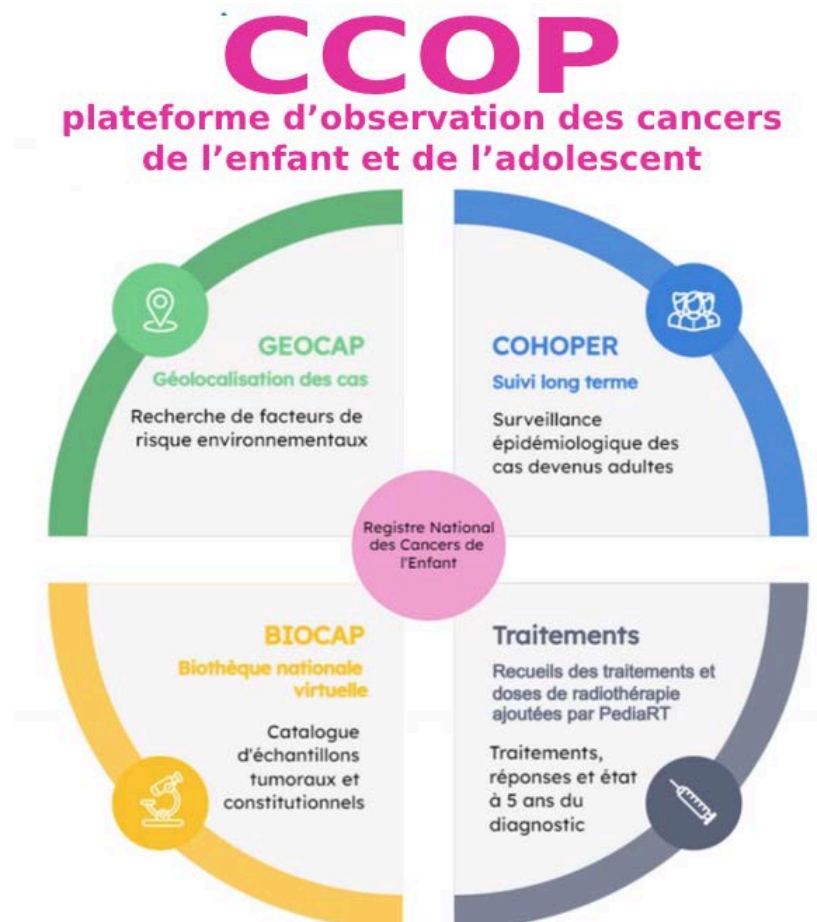 CCOP
plateforme d’observation des cancers
de l’enfant et de l’adolescent
GEOCAP
Géolocalisation des cas
Recherche de facteurs de
risque environnementaux
COHOPER
Suivi long terme
Surveillance
épidémiologique des
cas devenus adultes
Registre National
des Cancers de
l'Enfant
BIOCAP
Biothèque nationale
virtuelle
Catalogue
d'échantillons
tumoraux et
constitutionnels
Traitements
Recueils des traitements et
doses de radiothérapie
ajoutées par PediaRT
Traitements,
réponses et état
à 5 ans du
diagnostic